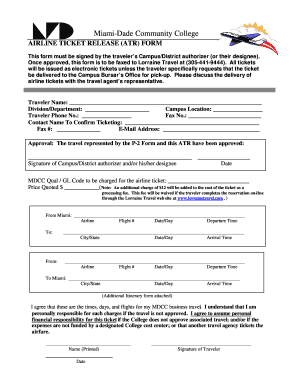 Miami-Dade Community College
AIRLINE TICKET RELEASE (ATR) FORM
This form must be signed by the traveler's Campus/District authorizer (or their designee).
Once approved, this form is to be faxed to Lorraine Travel at (305-441-9444). All tickets
will be issued as electronic tickets unless the traveler specifically requests that the ticket
be delivered to the Campus Bursar's Office for pick-up. Please discuss the delivery of
airline tickets with the travel agent's representative.
Traveler Name:
Division/Department: Campus Location:
Traveler Phone No.: Fax No.:
Contact Name To Confirm Ticketing:
Fax #: E-Mail Address:
Approval: The travel represented by the P-2 Form and this ATR have been approved:
Signature of Campus/District authorizer and/or his/her designee Date
MDCC Qual / GL Code to be charged for the airline ticket:
Price Quoted $ (Note: An additional charge of $12 will be added to the cost of the ticket as a
processing fee. This fee will be waived if the traveler completes the reservation on-line
through the Lorraine Travel website at www.lorrainetravel.com . )
From Miami:
Airline Flight # Date/Day Departure Time
To:
City/State Date/Day Arrival Time
From:
Airline Flight # Date/Day Departure Time
To Miami:
City/State Date/Day Arrival Time
(Additional Itinerary form attached)
I agree that these are the times, days, and flights for my MDCC business travel. I understand that I am
personally responsible for such charges if the travel is not approved. I agree to assume personal
financial responsibility for this ticket if the College does not approve associated travel; and/or if the
expenses are not funded by a designated College cost center; or that another travel agency tickets the
airfare.
Name (Printed) Signature of Traveler
Date